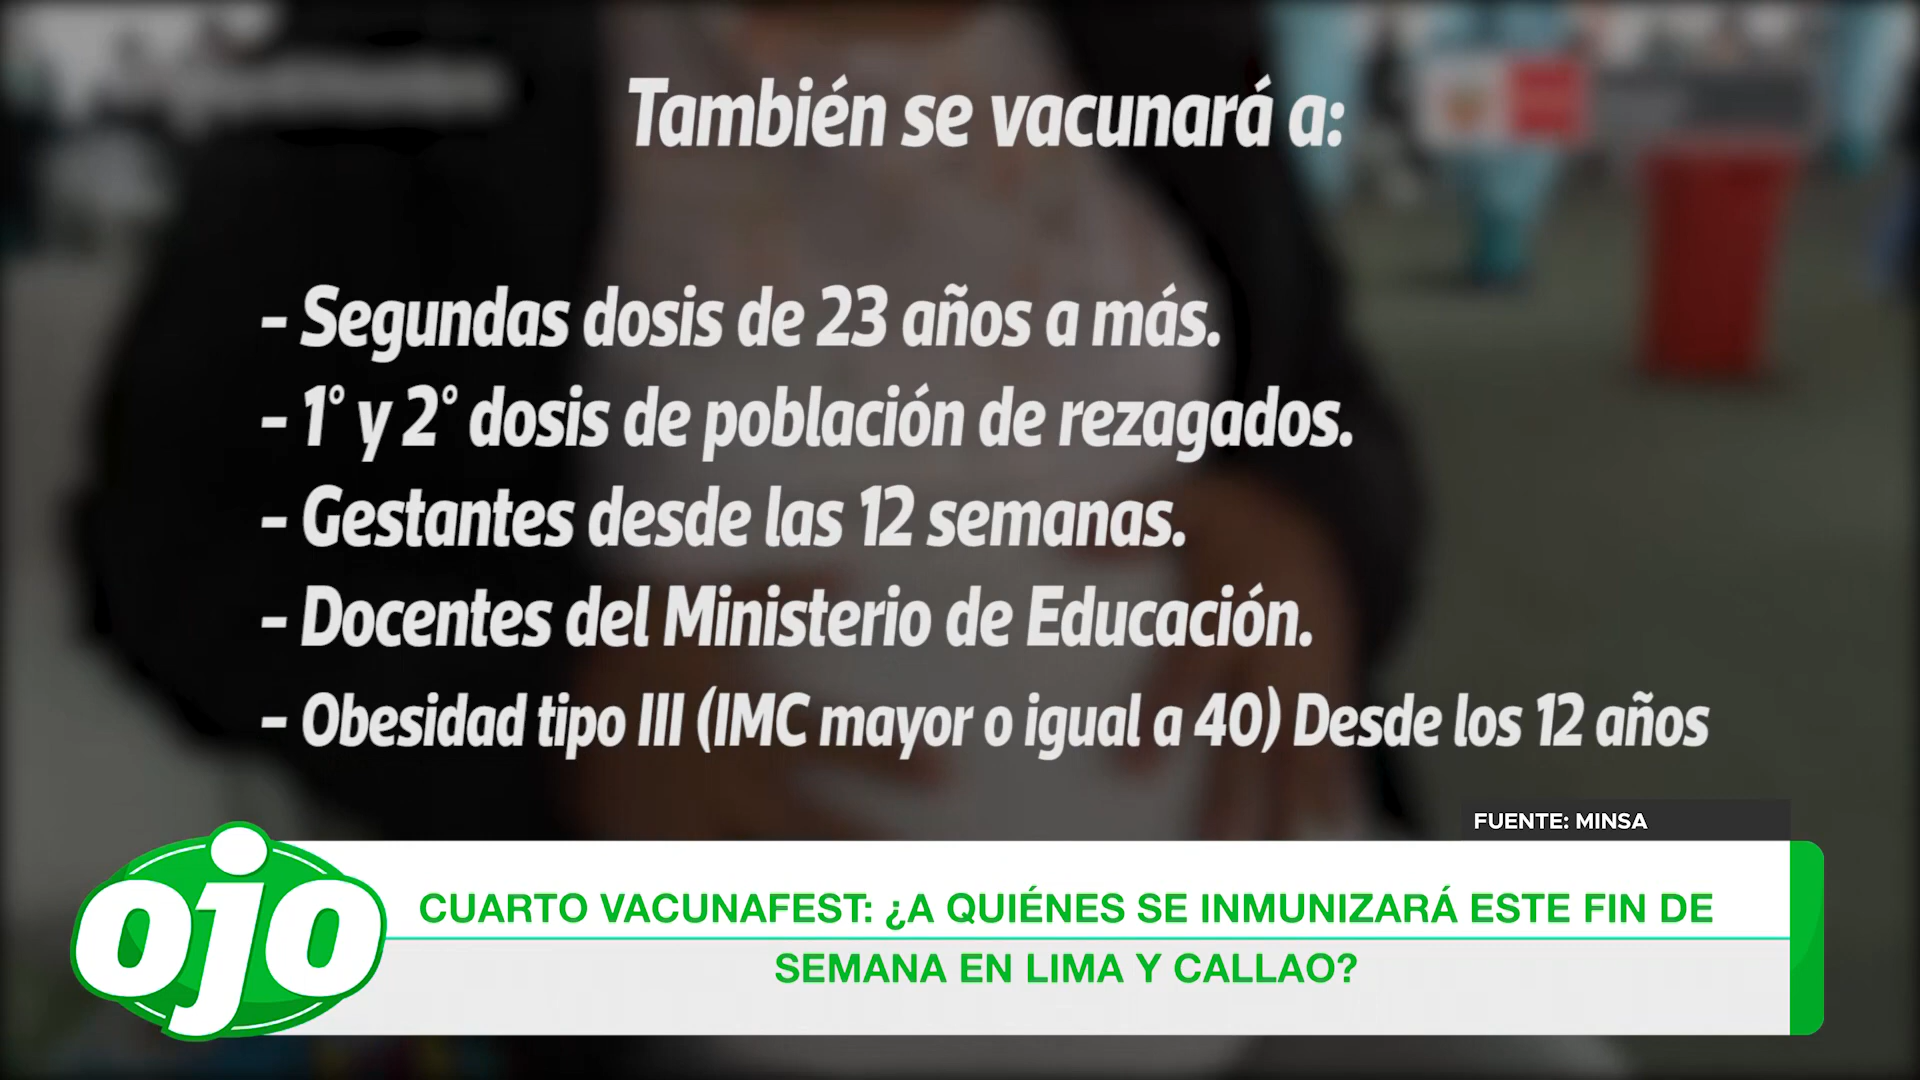 También se vacunará a:
- Segundas dosis de 23 años a más.
- 1° y 2° dosis de población de rezagados.
- Gestantes desde las 12 semanas.
- Docentes del Ministerio de Educación.
- Obesidad tipo III (IMC mayor o igual a 40) Desde los 12 años
FUENTE: MINSA
ojo
CUARTO VACUNAFEST: ¿A QUIÉNES SE INMUNIZARÁ ESTE FIN DE
SEMANA EN LIMA Y CALLAO?